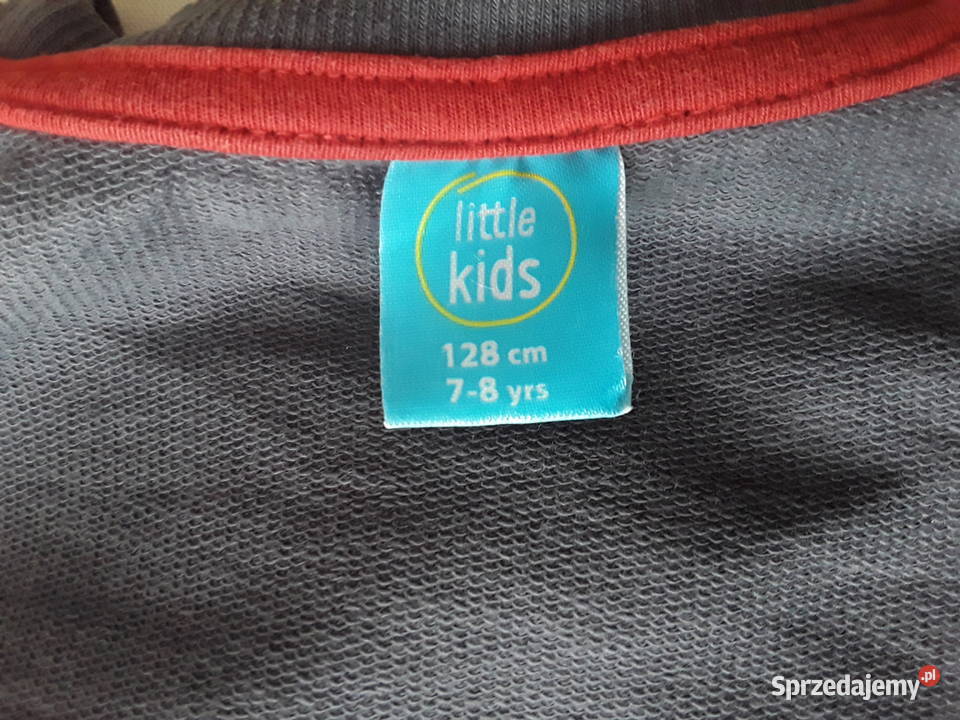 little
kids
128 cm
7-8 yrs
Sprzedajemy.pl